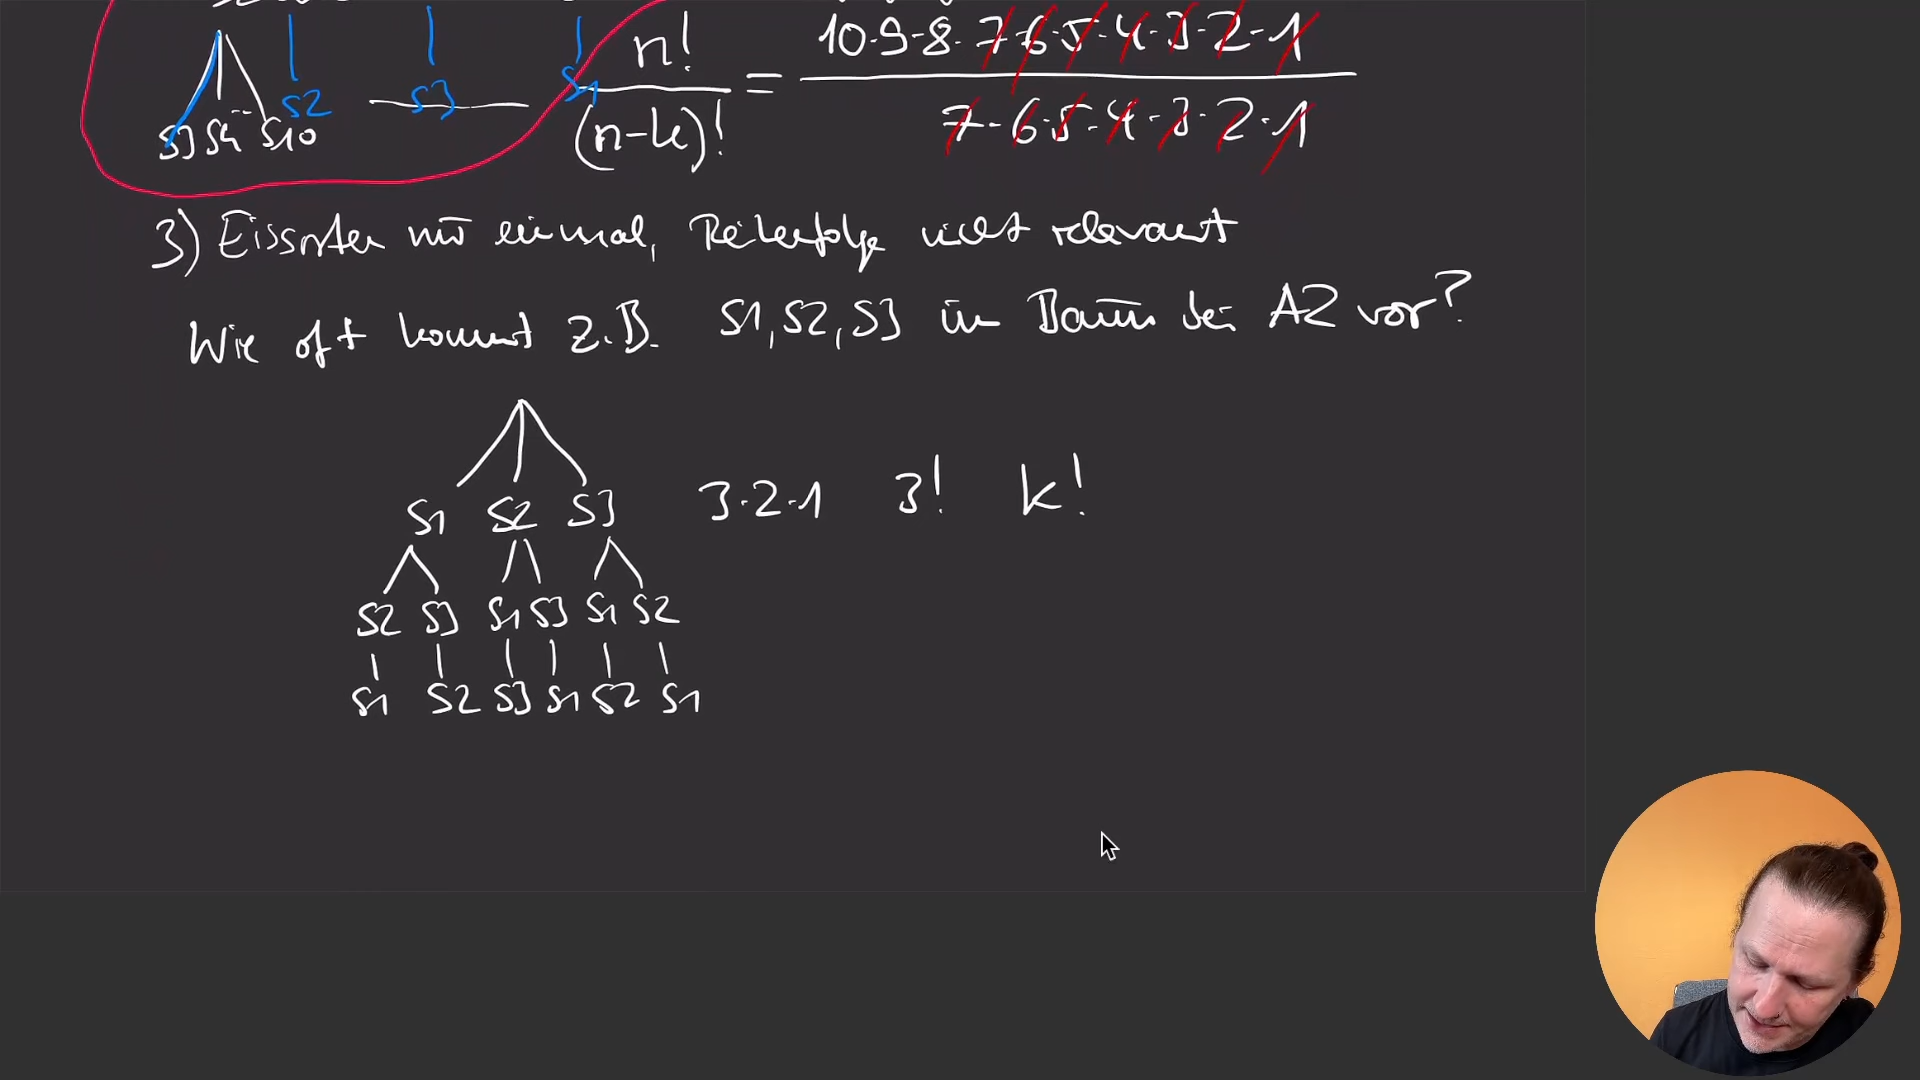 S2 S3 S1 n! 10·9·8·7·6·5·4·3·2·1
=
S3 S4 ·· S10 (n-k)! 7·6·5·4·3·2·1
3) Eissorten nur einmal, Reihenfolge nicht relevant
Wie oft kommt z.B. S1, S2, S3 im Baum bei A2 vor?
S1 S2 S3 3·2·1 3! k!
S2 S3 S1 S3 S1 S2
S1 S2 S3 S1 S2 S1